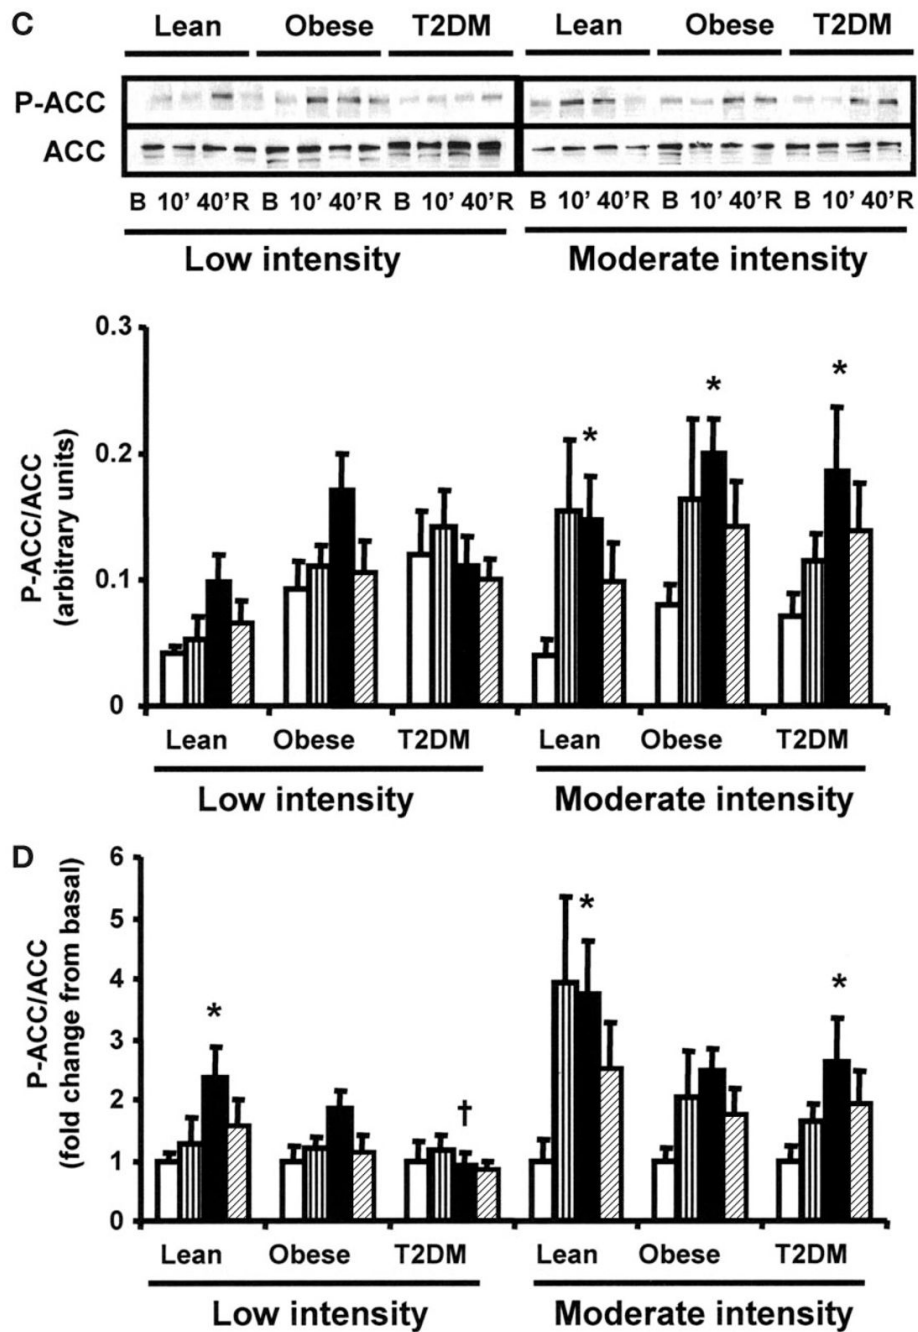 C
Lean Obese T2DM Lean Obese T2DM
P-ACC
ACC
B 10' 40'R B 10' 40'R B 10' 40'R B 10' 40'R B 10' 40'R B 10' 40'R
Low intensity Moderate intensity
0.3
0.2
0.1
0
P-ACC/ACC
(arbitrary units)
* * *
Lean Obese T2DM Lean Obese T2DM
Low intensity Moderate intensity
D
6
5
4
3
2
1
0
P-ACC/ACC
(fold change from basal)
* † * *
Lean Obese T2DM Lean Obese T2DM
Low intensity Moderate intensity